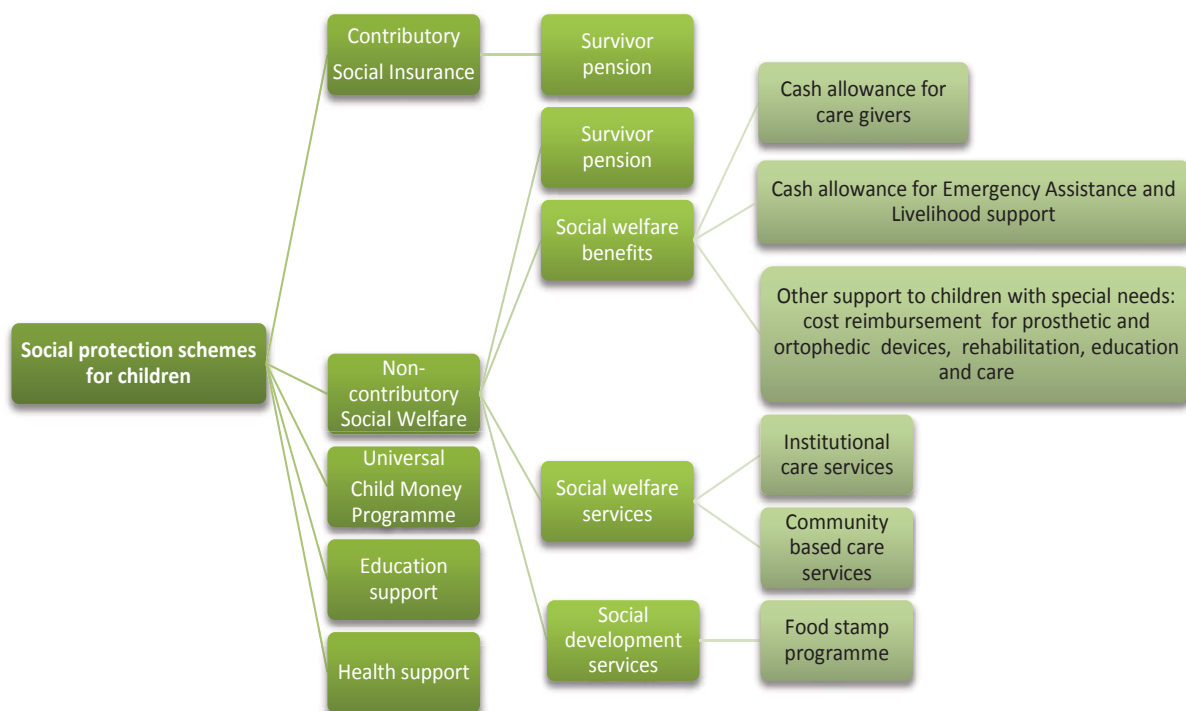 Social protection schemes
for children
Contributory
Social Insurance
Survivor
pension
Non-
contributory
Social Welfare
Survivor
pension
Social welfare
benefits
Cash allowance for
care givers
Cash allowance for Emergency Assistance and
Livelihood support
Other support to children with special needs:
cost reimbursement for prosthetic and
ortophedic devices, rehabilitation, education
and care
Social welfare
services
Institutional
care services
Community
based care
services
Social
development
services
Food stamp
programme
Universal
Child Money
Programme
Education
support
Health support